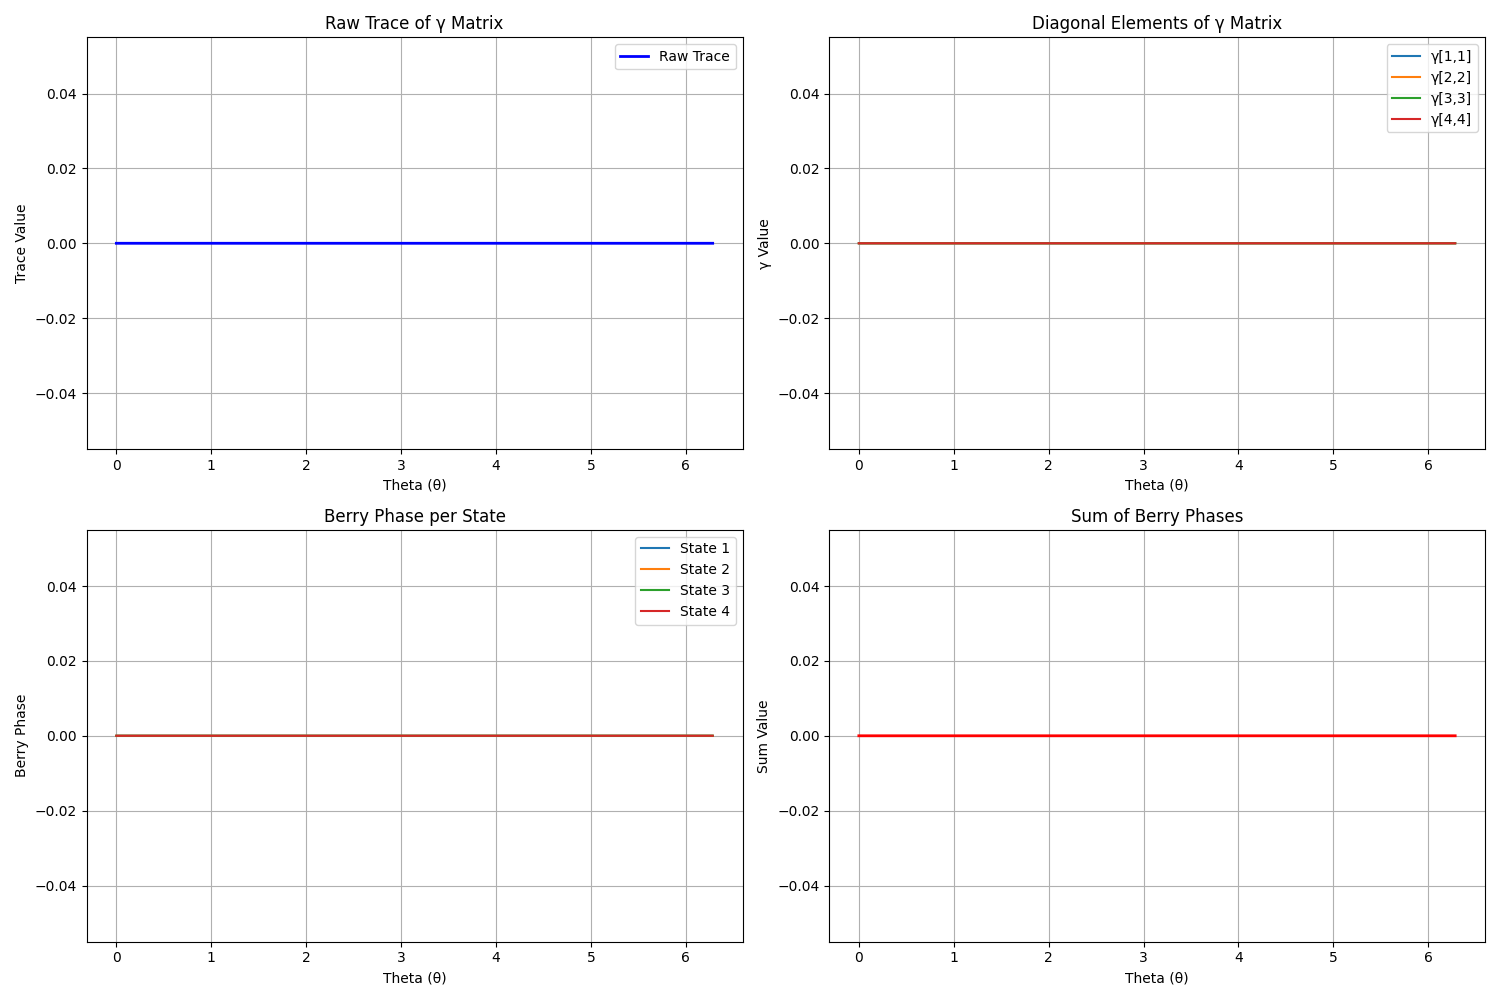 Raw Trace of γ Matrix
Raw Trace
Trace Value
0.04
0.02
0.00
−0.02
−0.04
0 1 2 3 4 5 6
Theta (θ)
Diagonal Elements of γ Matrix
γ[1,1]
γ[2,2]
γ[3,3]
γ[4,4]
γ Value
0.04
0.02
0.00
−0.02
−0.04
0 1 2 3 4 5 6
Theta (θ)
Berry Phase per State
State 1
State 2
State 3
State 4
Berry Phase
0.04
0.02
0.00
−0.02
−0.04
0 1 2 3 4 5 6
Theta (θ)
Sum of Berry Phases
Sum Value
0.04
0.02
0.00
−0.02
−0.04
0 1 2 3 4 5 6
Theta (θ)